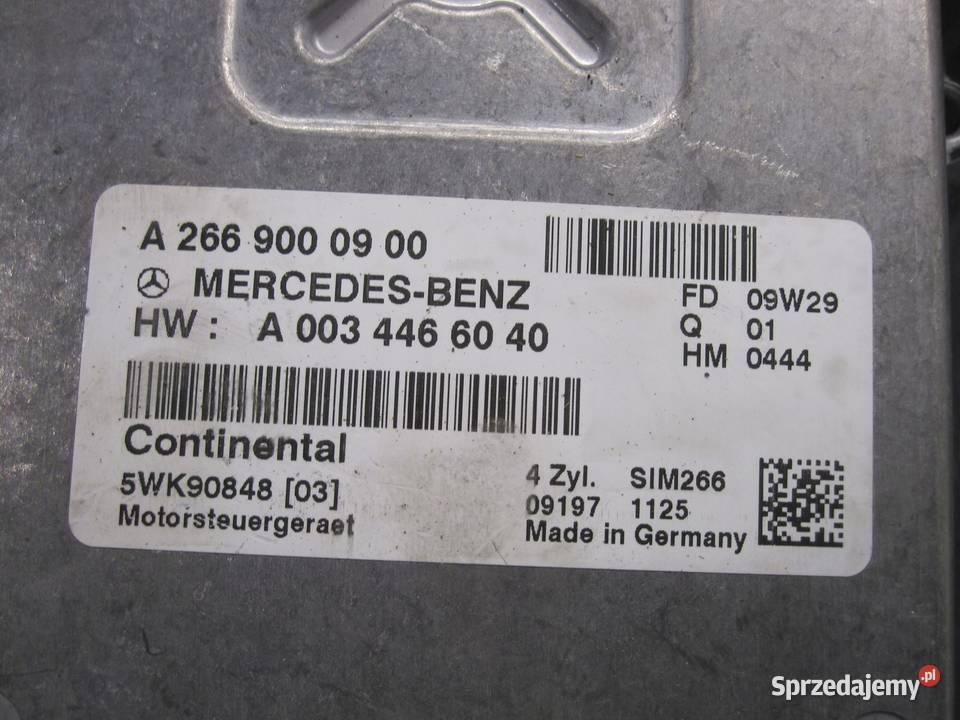 A 266 900 09 00
MERCEDES-BENZ
HW : A 003 446 60 40
FD 09W29
Q 01
HM 0444
Continental
5WK90848 [03]
Motorsteuergeraet
4 Zyl. SIM266
09197 1125
Made in Germany
Sprzedajemy.pl